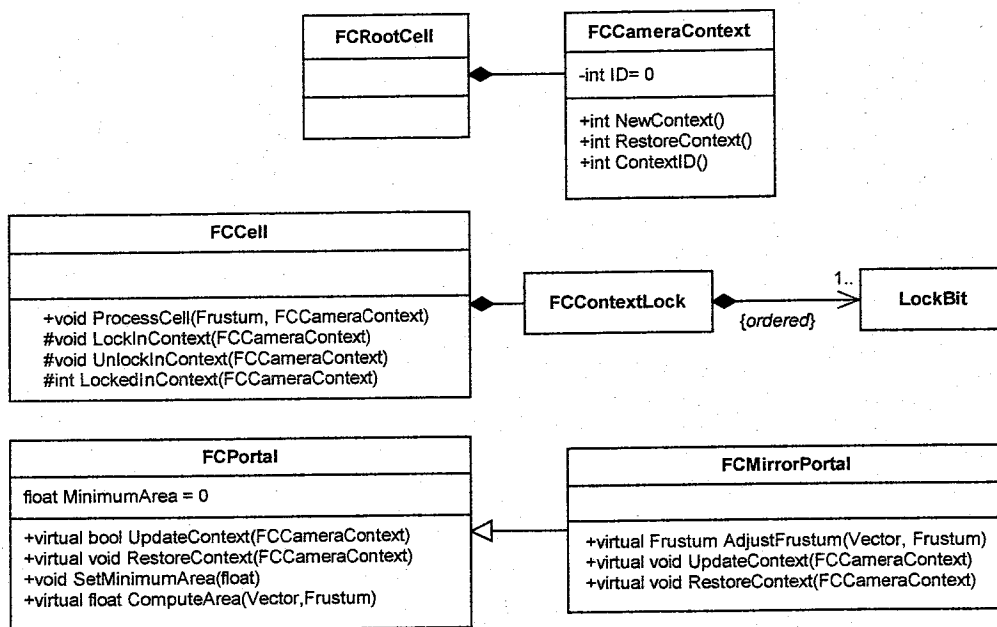 FCRootCell
FCCameraContext
-int ID= 0
+int NewContext()
+int RestoreContext()
+int ContextID()
FCCell
+void ProcessCell(Frustum, FCCameraContext)
#void LockInContext(FCCameraContext)
#void UnlockInContext(FCCameraContext)
#int LockedInContext(FCCameraContext)
FCContextLock
1..
{ordered}
LockBit
FCPortal
float MinimumArea = 0
+virtual bool UpdateContext(FCCameraContext)
+virtual void RestoreContext(FCCameraContext)
+void SetMinimumArea(float)
+virtual float ComputeArea(Vector,Frustum)
FCMirrorPortal
+virtual Frustum AdjustFrustum(Vector, Frustum)
+virtual void UpdateContext(FCCameraContext)
+virtual void RestoreContext(FCCameraContext)